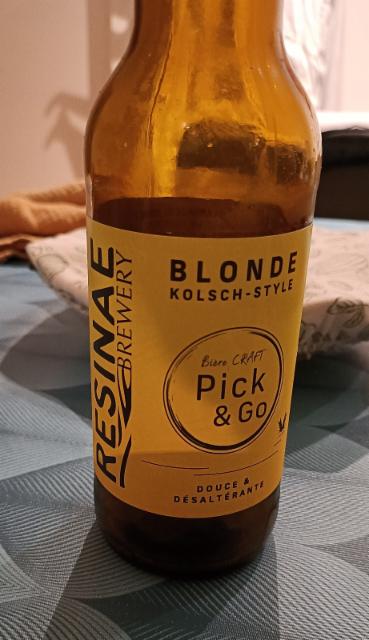 RESINAE
BREWERY
BLONDE
KOLSCH-STYLE
Bière CRAFT
Pick
& Go
DOUCE &
DÉSALTÉRANTE